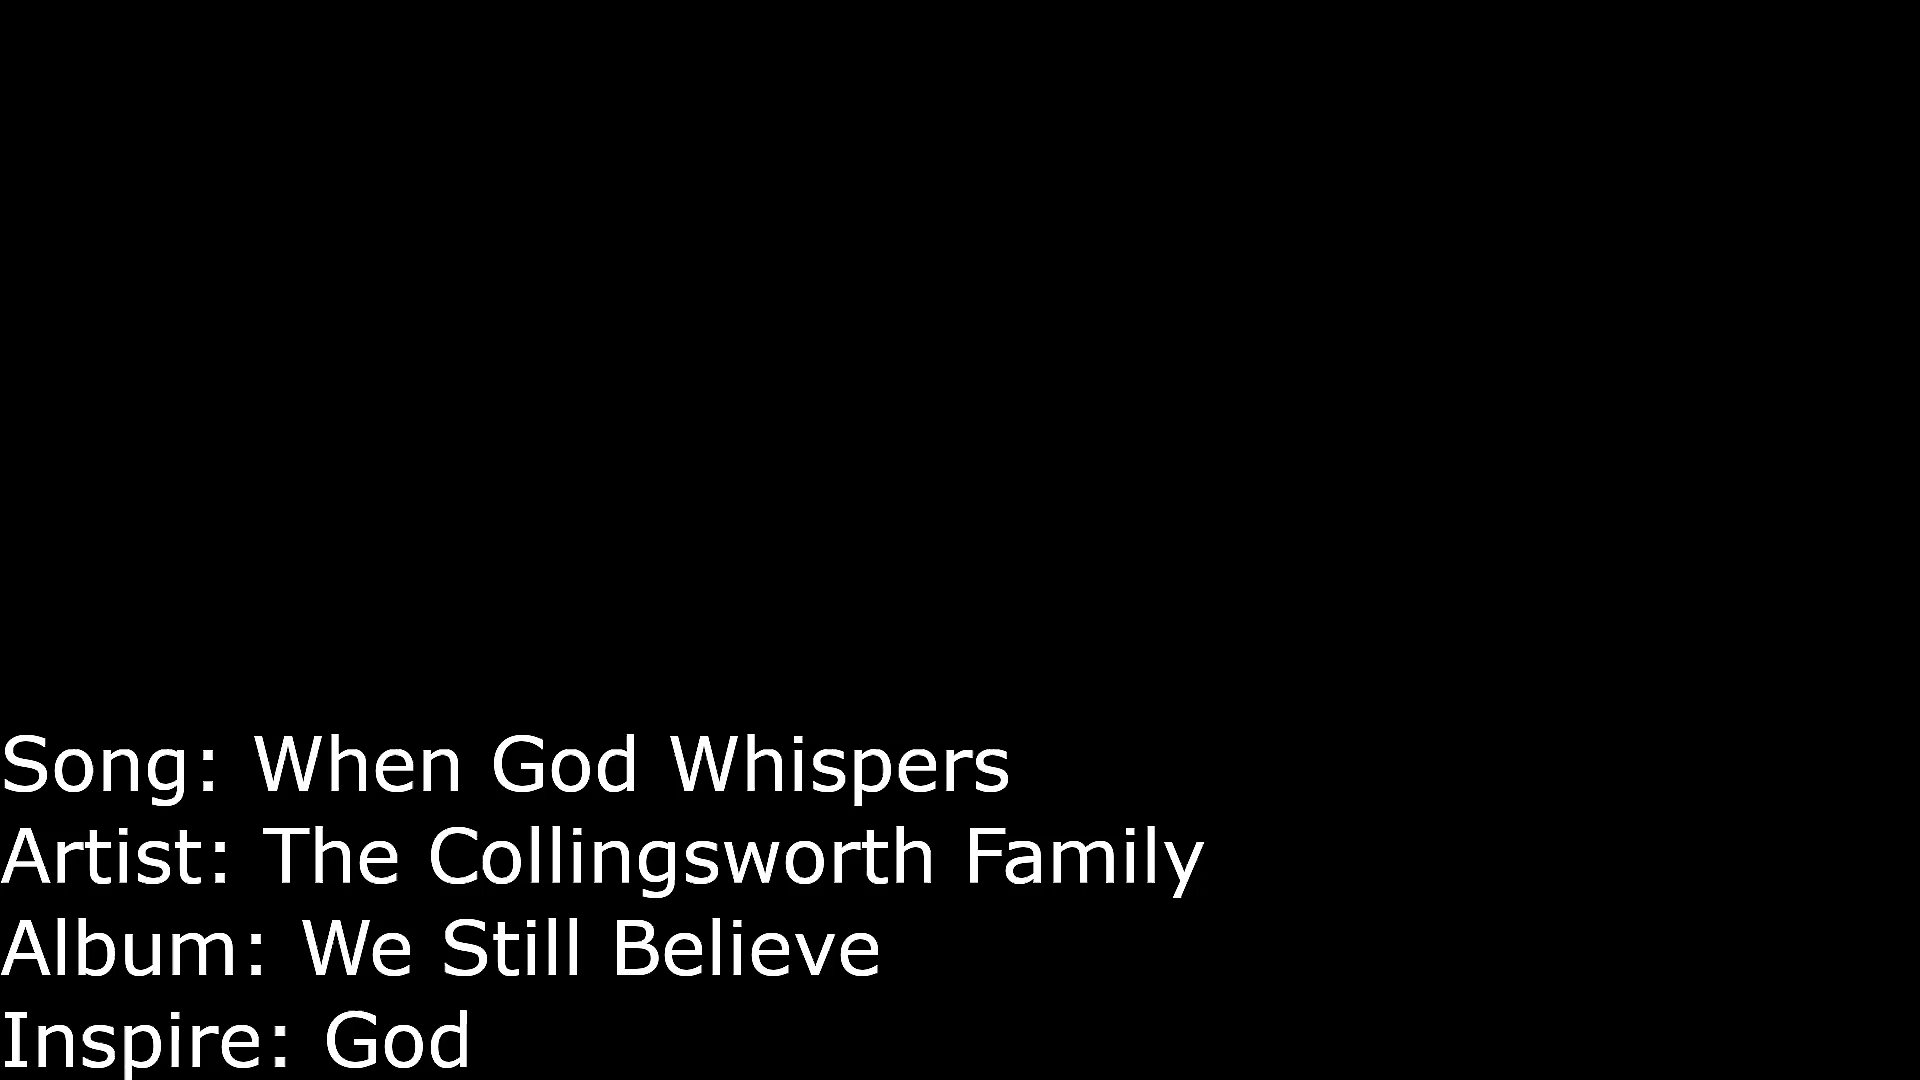 Song: When God Whispers
Artist: The Collingsworth Family
Album: We Still Believe
Inspire: God